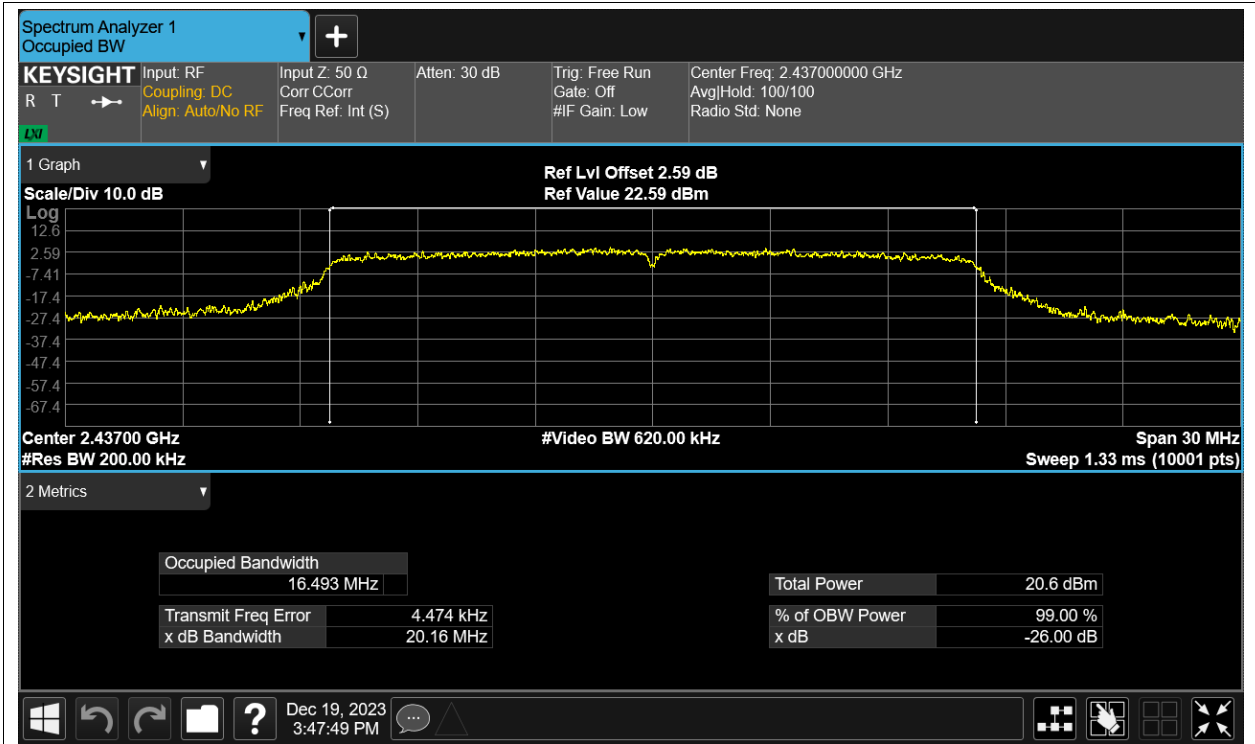 Spectrum Analyzer 1
Occupied BW
▼
+
KEYSIGHT
R T
LXI
Input: RF
Coupling: DC
Align: Auto/No RF
Input Z: 50 Ω
Corr CCorr
Freq Ref: Int (S)
Atten: 30 dB
Trig: Free Run
Gate: Off
#IF Gain: Low
Center Freq: 2.437000000 GHz
Avg|Hold: 100/100
Radio Std: None
1 Graph ▼
Scale/Div 10.0 dB
Ref Lvl Offset 2.59 dB
Ref Value 22.59 dBm
Log
12.6
2.59
-7.41
-17.4
-27.4
-37.4
-47.4
-57.4
-67.4
Center 2.43700 GHz
#Res BW 200.00 kHz
#Video BW 620.00 kHz
Span 30 MHz
Sweep 1.33 ms (10001 pts)
2 Metrics ▼
Occupied Bandwidth
16.493 MHz
Transmit Freq Error 4.474 kHz
x dB Bandwidth 20.16 MHz
Total Power 20.6 dBm
% of OBW Power 99.00 %
x dB -26.00 dB
?
Dec 19, 2023
3:47:49 PM